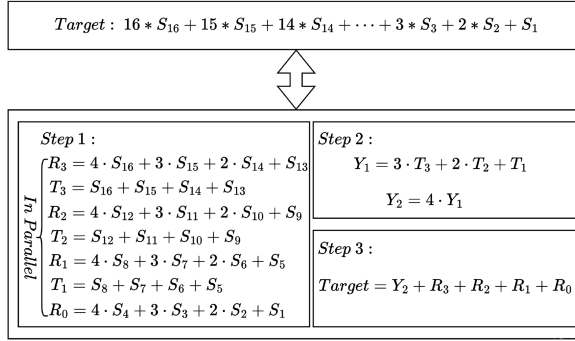 Target : 16 * S₁₆ + 15 * S₁₅ + 14 * S₁₄ + ⋯ + 3 * S₃ + 2 * S₂ + S₁
In Parallel
Step 1 :
R₃ = 4 · S₁₆ + 3 · S₁₅ + 2 · S₁₄ + S₁₃
T₃ = S₁₆ + S₁₅ + S₁₄ + S₁₃
R₂ = 4 · S₁₂ + 3 · S₁₁ + 2 · S₁₀ + S₉
T₂ = S₁₂ + S₁₁ + S₁₀ + S₉
R₁ = 4 · S₈ + 3 · S₇ + 2 · S₆ + S₅
T₁ = S₈ + S₇ + S₆ + S₅
R₀ = 4 · S₄ + 3 · S₃ + 2 · S₂ + S₁
Step 2 :
Y₁ = 3 · T₃ + 2 · T₂ + T₁
Y₂ = 4 · Y₁
Step 3 :
Target = Y₂ + R₃ + R₂ + R₁ + R₀